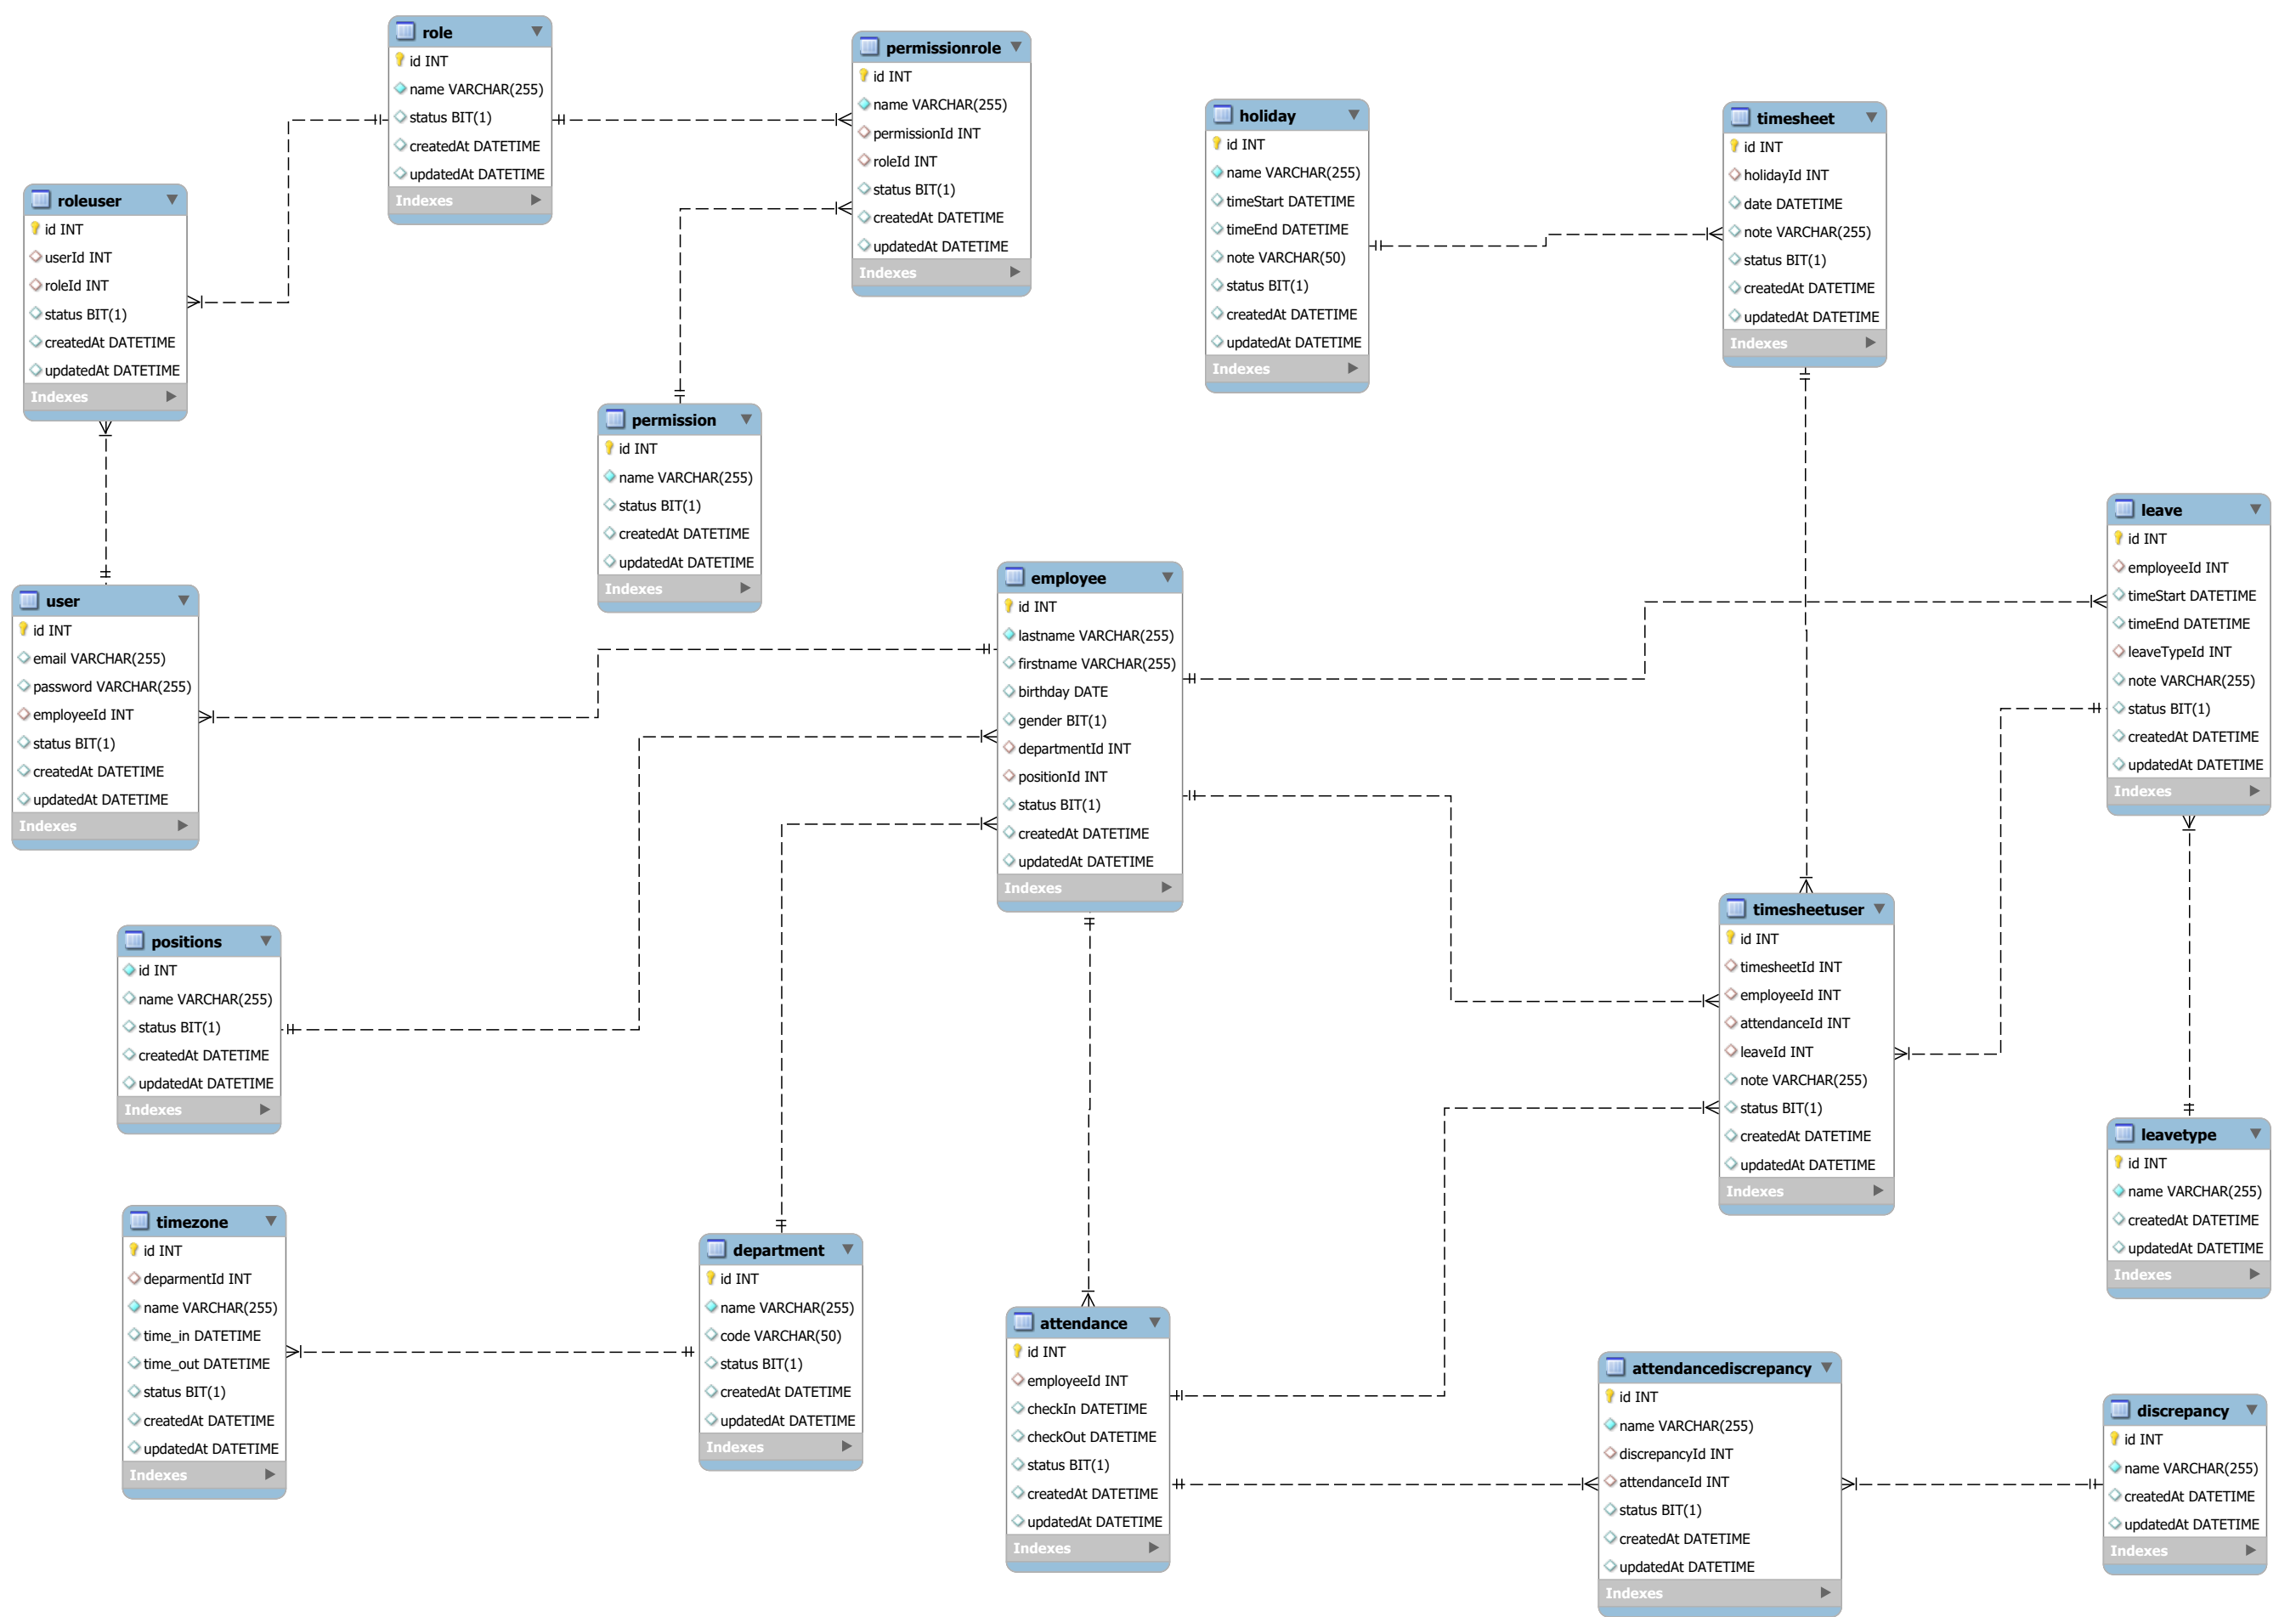 role
id INT
name VARCHAR(255)
status BIT(1)
createdAt DATETIME
updatedAt DATETIME
Indexes
permissionrole
id INT
name VARCHAR(255)
permissionId INT
roleId INT
status BIT(1)
createdAt DATETIME
updatedAt DATETIME
Indexes
holiday
id INT
name VARCHAR(255)
timeStart DATETIME
timeEnd DATETIME
note VARCHAR(50)
status BIT(1)
createdAt DATETIME
updatedAt DATETIME
Indexes
timesheet
id INT
holidayId INT
date DATETIME
note VARCHAR(255)
status BIT(1)
createdAt DATETIME
updatedAt DATETIME
Indexes
roleuser
id INT
userId INT
roleId INT
status BIT(1)
createdAt DATETIME
updatedAt DATETIME
Indexes
permission
id INT
name VARCHAR(255)
status BIT(1)
createdAt DATETIME
updatedAt DATETIME
Indexes
leave
id INT
employeeId INT
timeStart DATETIME
timeEnd DATETIME
leaveTypeId INT
note VARCHAR(255)
status BIT(1)
createdAt DATETIME
updatedAt DATETIME
Indexes
user
id INT
email VARCHAR(255)
password VARCHAR(255)
employeeId INT
status BIT(1)
createdAt DATETIME
updatedAt DATETIME
Indexes
employee
id INT
lastname VARCHAR(255)
firstname VARCHAR(255)
birthday DATE
gender BIT(1)
departmentId INT
positionId INT
status BIT(1)
createdAt DATETIME
updatedAt DATETIME
Indexes
positions
id INT
name VARCHAR(255)
status BIT(1)
createdAt DATETIME
updatedAt DATETIME
Indexes
timesheetuser
id INT
timesheetId INT
employeeId INT
attendanceId INT
leaveId INT
note VARCHAR(255)
status BIT(1)
createdAt DATETIME
updatedAt DATETIME
Indexes
leavetype
id INT
name VARCHAR(255)
createdAt DATETIME
updatedAt DATETIME
Indexes
timezone
id INT
deparmentId INT
name VARCHAR(255)
time_in DATETIME
time_out DATETIME
status BIT(1)
createdAt DATETIME
updatedAt DATETIME
Indexes
department
id INT
name VARCHAR(255)
code VARCHAR(50)
status BIT(1)
createdAt DATETIME
updatedAt DATETIME
Indexes
attendance
id INT
employeeId INT
checkIn DATETIME
checkOut DATETIME
status BIT(1)
createdAt DATETIME
updatedAt DATETIME
Indexes
attendancediscrepancy
id INT
name VARCHAR(255)
discrepancyId INT
attendanceId INT
status BIT(1)
createdAt DATETIME
updatedAt DATETIME
Indexes
discrepancy
id INT
name VARCHAR(255)
createdAt DATETIME
updatedAt DATETIME
Indexes